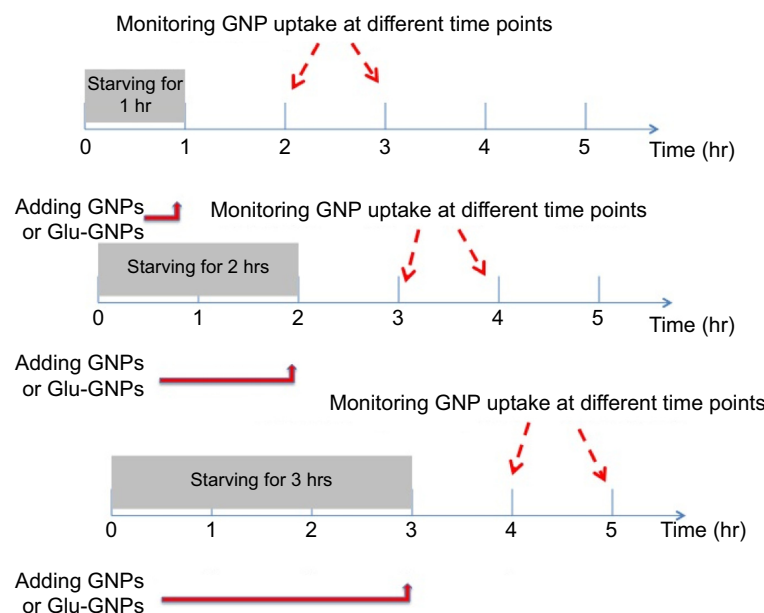 Monitoring GNP uptake at different time points
Starving for
1 hr
0 1 2 3 4 5
Time (hr)
Adding GNPs
or Glu-GNPs
Monitoring GNP uptake at different time points
Starving for 2 hrs
0 1 2 3 4 5
Time (hr)
Adding GNPs
or Glu-GNPs
Monitoring GNP uptake at different time points
Starving for 3 hrs
0 1 2 3 4 5
Time (hr)
Adding GNPs
or Glu-GNPs